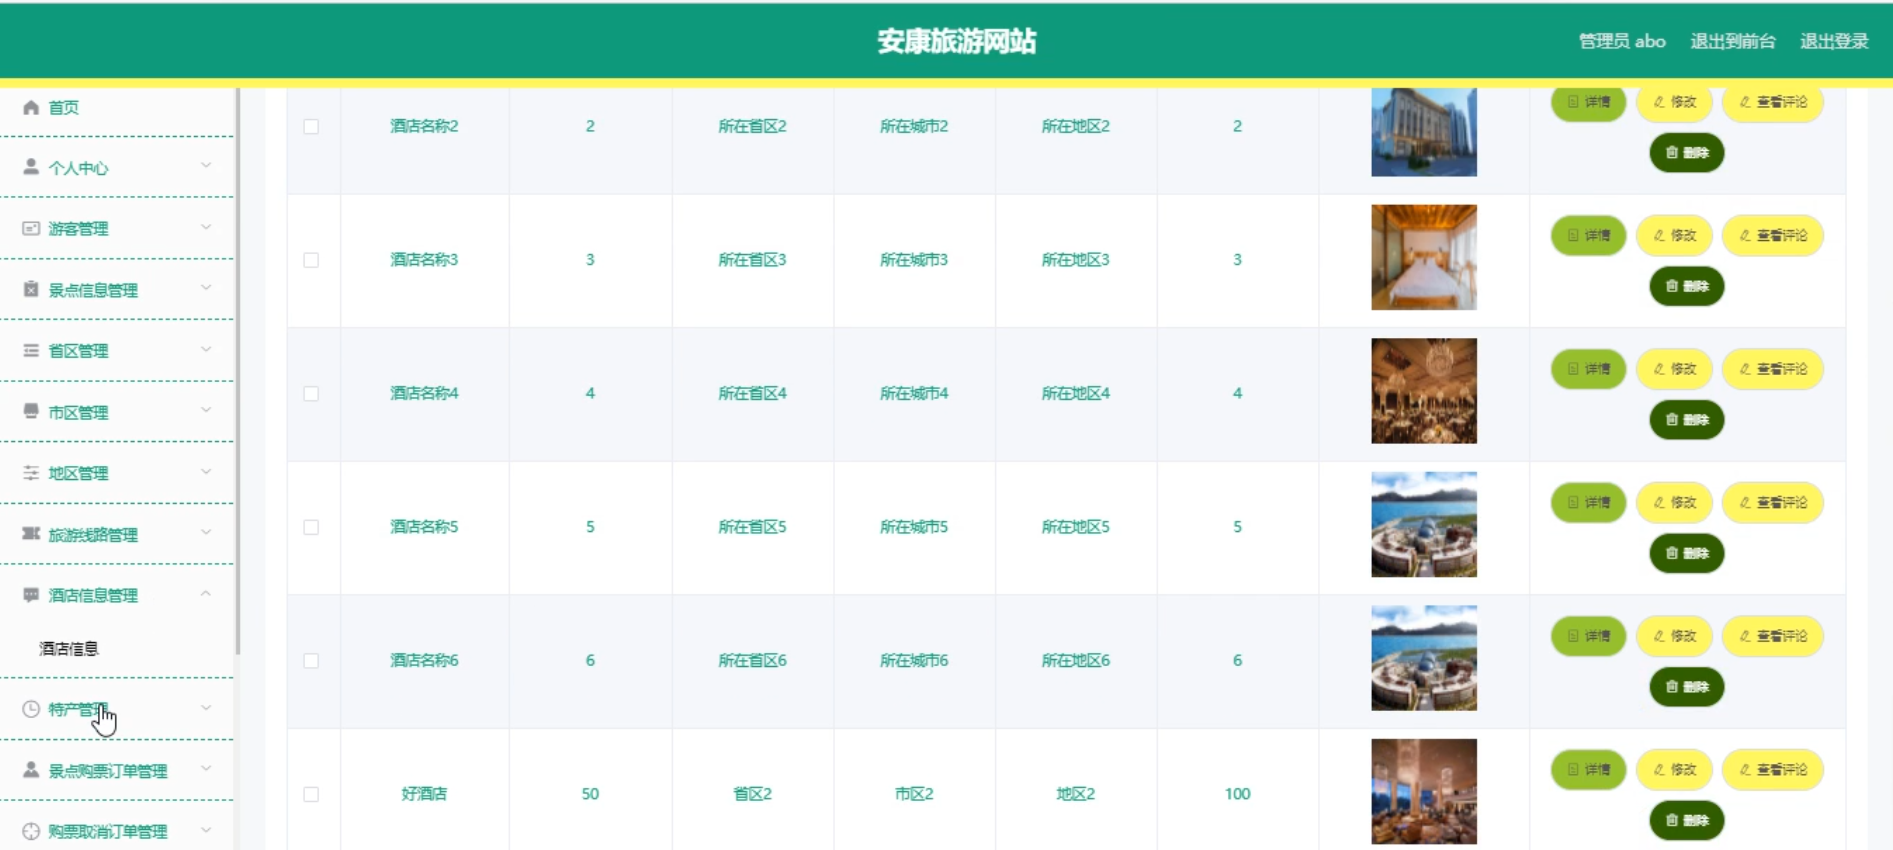 安康旅游网站
管理员 abo 退出到前台 退出登录
首页
个人中心
游客管理
景点信息管理
省区管理
市区管理
地区管理
旅游线路管理
酒店信息管理
酒店信息
特产管理
景点购票订单管理
购票取消订单管理
酒店名称2 2 所在省区2 所在城市2 所在地区2 2 详情 修改 查看评论
删除
酒店名称3 3 所在省区3 所在城市3 所在地区3 3 详情 修改 查看评论
删除
酒店名称4 4 所在省区4 所在城市4 所在地区4 4 详情 修改 查看评论
删除
酒店名称5 5 所在省区5 所在城市5 所在地区5 5 详情 修改 查看评论
删除
酒店名称6 6 所在省区6 所在城市6 所在地区6 6 详情 修改 查看评论
删除
好酒店 50 省区2 市区2 地区2 100 详情 修改 查看评论
删除